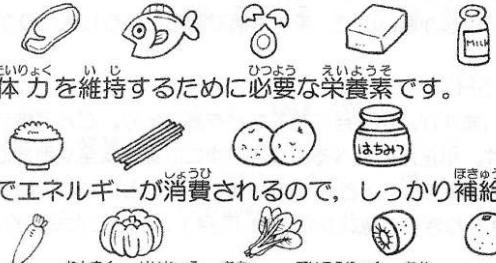 MILK
体力を維持するために必要な栄養素です。
はちみつ
でエネルギーが消費されるので，しっかり補給